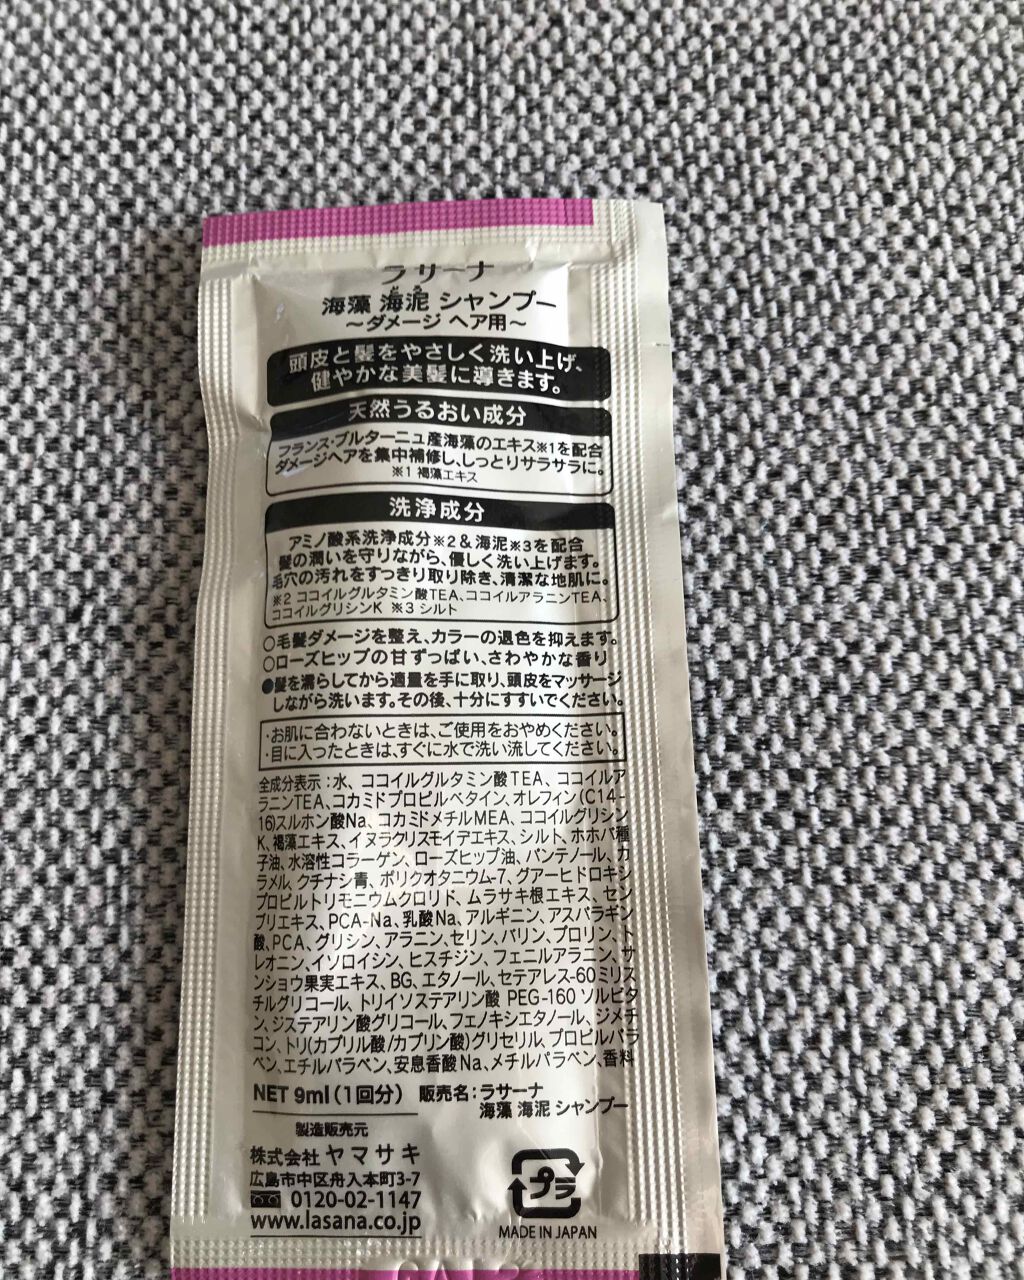 ラサーナ
海藻 海泥 シャンプー
～ダメージ ヘア用～
頭皮と髪をやさしく洗い上げ、
健やかな美髪に導きます。
天然うるおい成分
フランス・ブルターニュ産海藻のエキス※1を配合
ダメージヘアを集中補修し、しっとりサラサラに。
※1 褐藻エキス
洗浄成分
アミノ酸系洗浄成分※2＆海泥※3を配合
髪の潤いを守りながら、優しく洗い上げます。
毛穴の汚れをすっきり取り除き、清潔な地肌に。
※2 ココイルグルタミン酸TEA、ココイルアラニンTEA、
ココイルグリシンK ※3 シルト
○毛髪ダメージを整え、カラーの退色を抑えます。
○ローズヒップの甘ずっぱい、さわやかな香り
●髪を濡らしてから適量を手に取り、頭皮をマッサージ
しながら洗います。その後、十分にすすいでください。
・お肌に合わないときは、ご使用をおやめください。
・目に入ったときは、すぐに水で洗い流してください。
全成分表示：水、ココイルグルタミン酸TEA、ココイルア
ラニンTEA、コカミドプロピルベタイン、オレフィン(C14-
16)スルホン酸Na、コカミドメチルMEA、ココイルグリシン
K、褐藻エキス、イヌラクリスモイデエキス、シルト、ホホバ種
子油、水溶性コラーゲン、ローズヒップ油、パンテノール、カ
ラメル、クチナシ青、ポリクオタニウム-7、グアーヒドロキシ
プロピルトリモニウムクロリド、ムラサキ根エキス、セン
ブリエキス、PCA-Na、乳酸Na、アルギニン、アスパラギン
酸、PCA、グリシン、アラニン、セリン、バリン、プロリン、ト
レオニン、イソロイシン、ヒスチジン、フェニルアラニン、サ
ンショウ果実エキス、BG、エタノール、セテアレス-60ミリス
チルグリコール、トリイソステアリン酸 PEG-160 ソルビタ
ン、ジステアリン酸グリコール、フェノキシエタノール、ジメチ
コン、トリ(カプリル酸/カプリン酸)グリセリル、プロピルパラ
ベン、エチルパラベン、安息香酸Na、メチルパラベン、香料
NET 9ml(1回分) 販売名：ラサーナ
海藻 海泥 シャンプー
製造販売元
株式会社 ヤマサキ
広島市中区舟入本町3-7
0120-02-1147
www.lasana.co.jp
プラ
MADE IN JAPAN